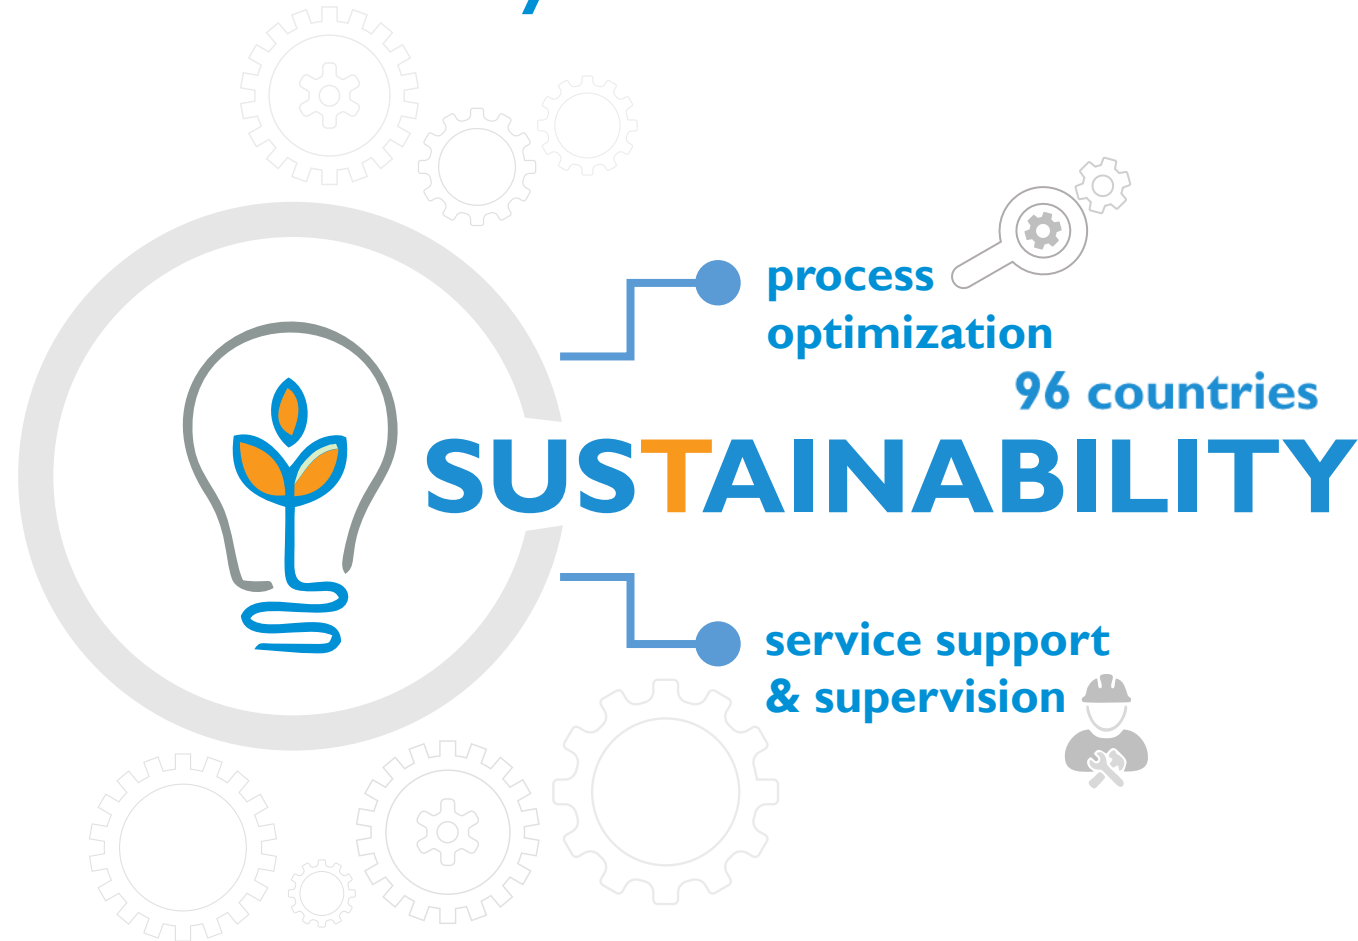 process
optimization
96 countries
SUSTAINABILITY
service support
& supervision